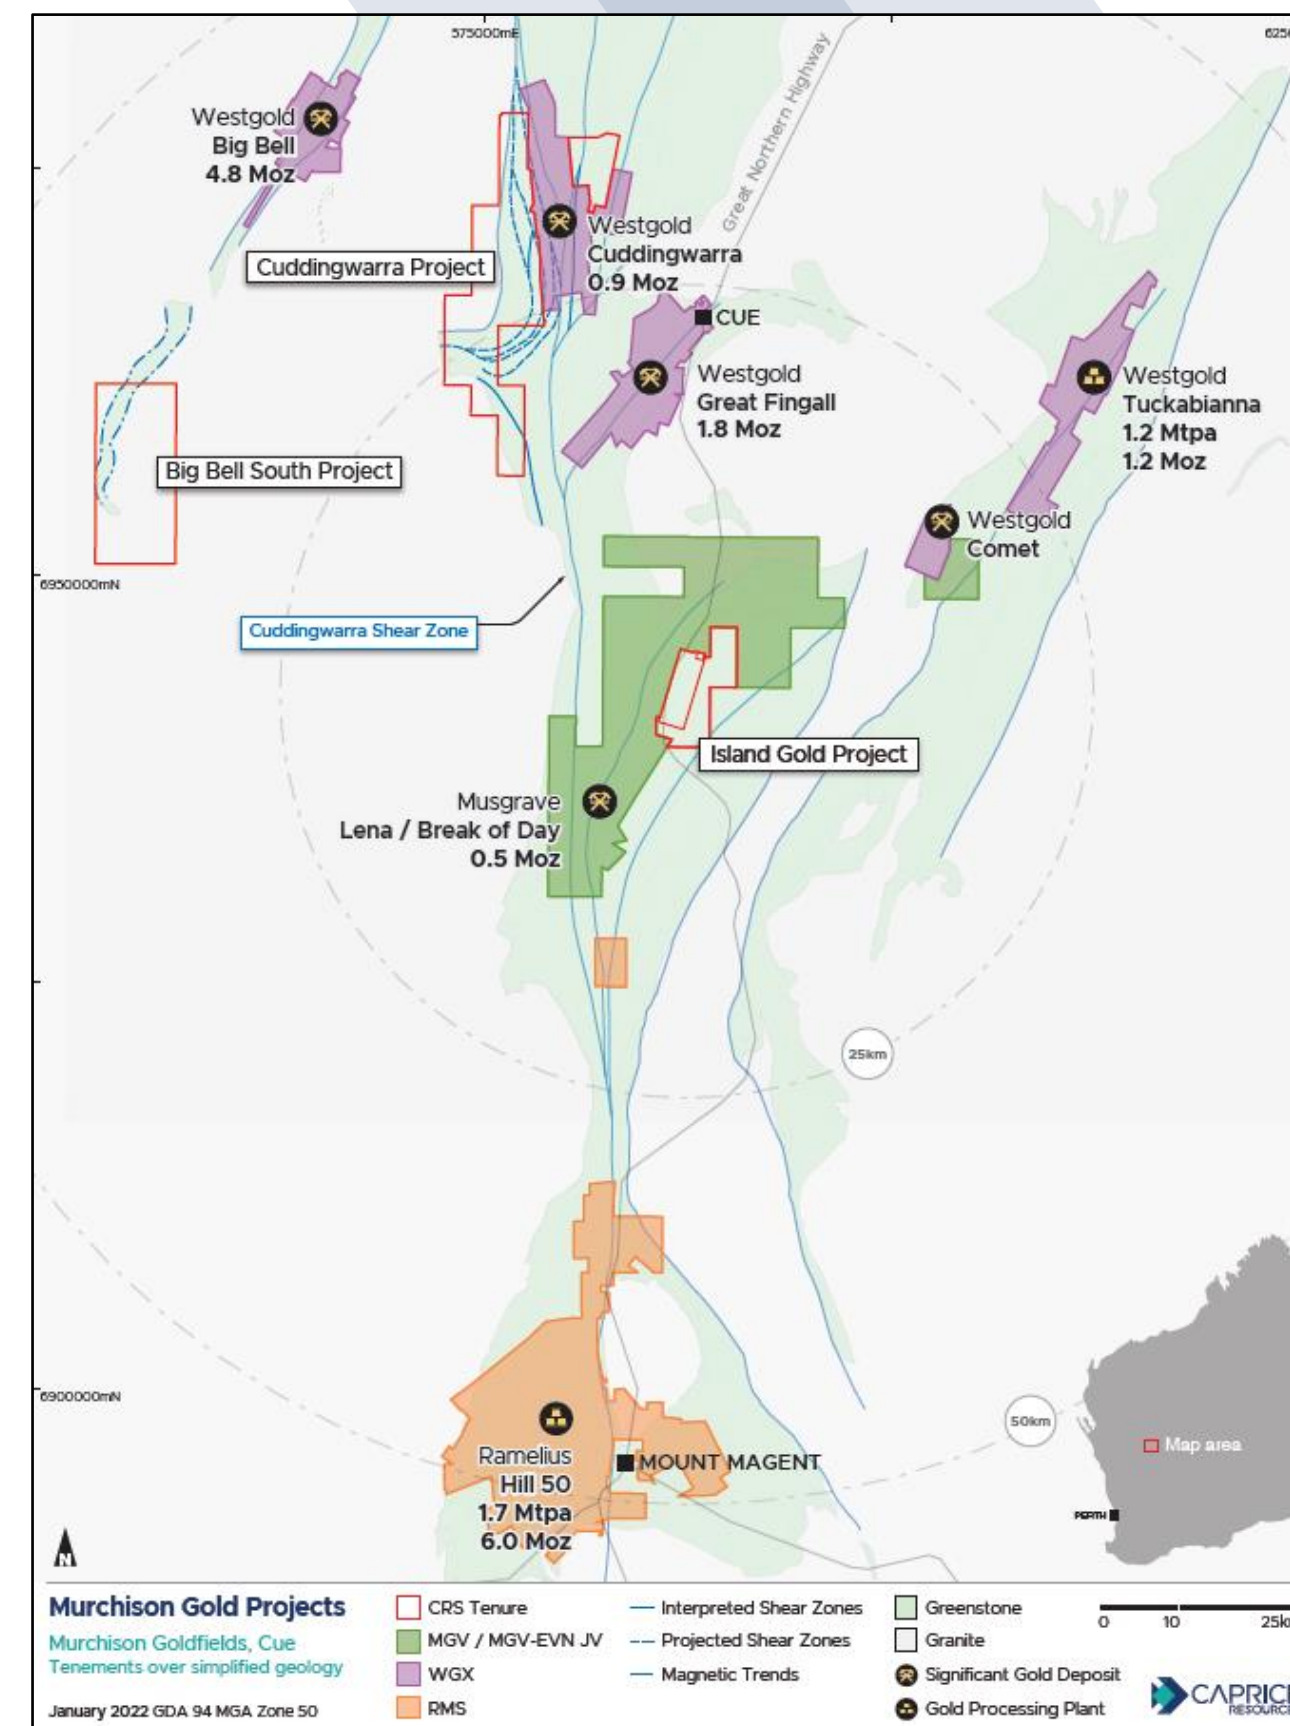 575000mE
Great Northern Highway
Westgold
Big Bell
4.8 Moz
Westgold
Cuddingwarra
0.9 Moz
Cuddingwarra Project
CUE
Westgold
Great Fingall
1.8 Moz
Westgold
Tuckabianna
1.2 Mtpa
1.2 Moz
Big Bell South Project
Westgold
Comet
6950000mN
Cuddingwarra Shear Zone
Island Gold Project
Musgrave
Lena / Break of Day
0.5 Moz
25km
6900000mN
50km
Ramelius
Hill 50
1.7 Mtpa
6.0 Moz
MOUNT MAGENT
Map area
PERTH
N
Murchison Gold Projects
Murchison Goldfields, Cue
Tenements over simplified geology
January 2022 GDA 94 MGA Zone 50
CRS Tenure
MGV / MGV-EVN JV
WGX
RMS
Interpreted Shear Zones
Projected Shear Zones
Magnetic Trends
Greenstone
Granite
Significant Gold Deposit
Gold Processing Plant
0 10 25k